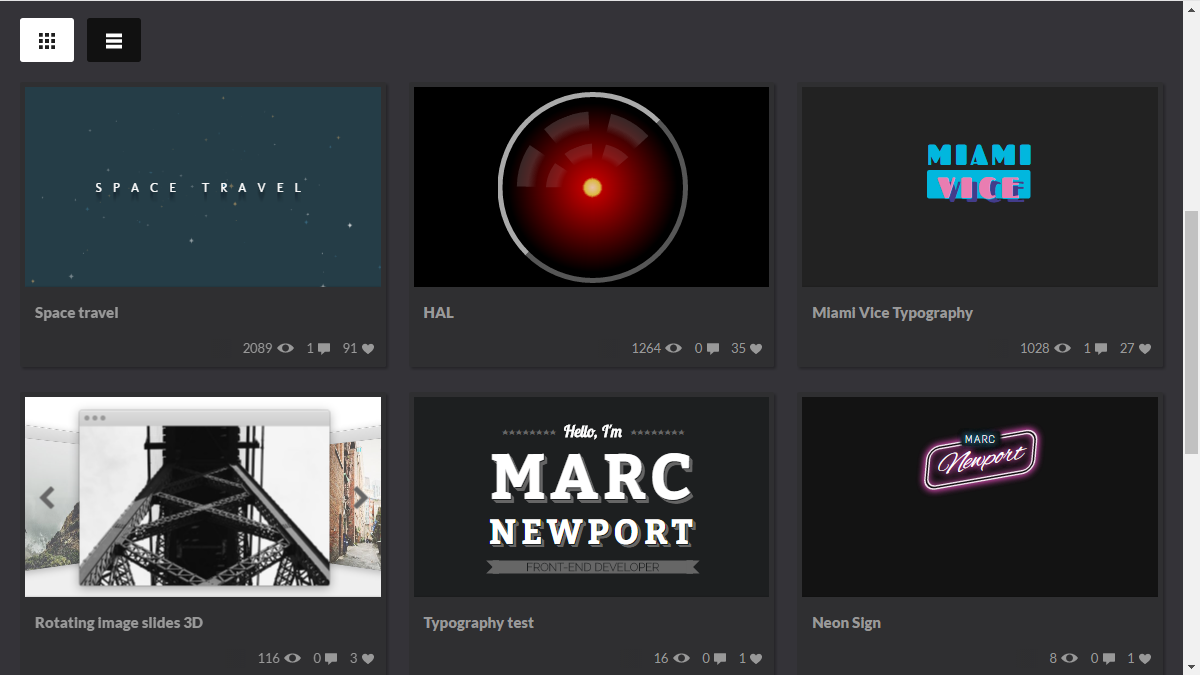 SPACE TRAVEL
MIAMI
VICE
Space travel
HAL
Miami Vice Typography
2089 1 91
1264 0 35
1028 1 27
Hello, I'm
MARC
NEWPORT
FRONT-END DEVELOPER
MARC
Newport
Rotating image slides 3D
Typography test
Neon Sign
116 0 3
16 0 1
8 0 1